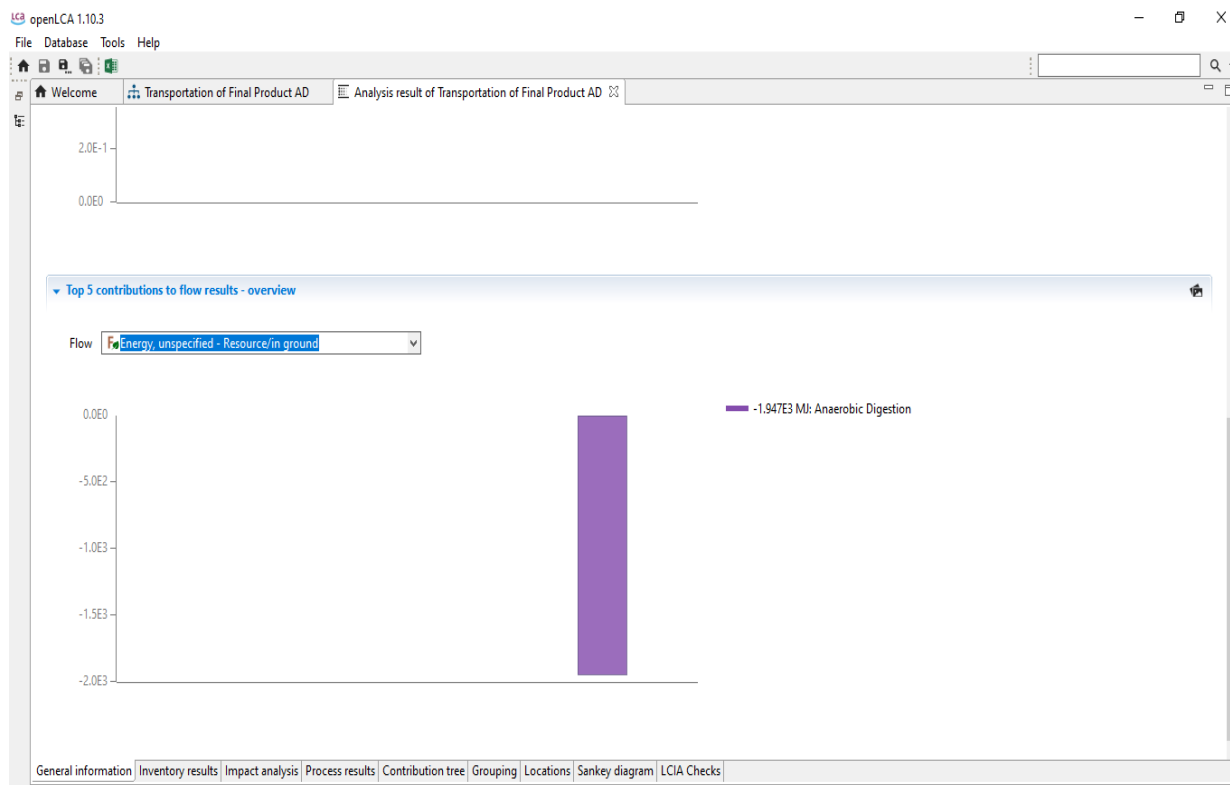 LCa openLCA 1.10.3
File Database Tools Help
Welcome Transportation of Final Product AD Analysis result of Transportation of Final Product AD
2.0E-1
0.0E0
Top 5 contributions to flow results - overview
Flow Energy, unspecified - Resource/in ground
0.0E0
-1.947E3 MJ: Anaerobic Digestion
-5.0E2
-1.0E3
-1.5E3
-2.0E3
General information Inventory results Impact analysis Process results Contribution tree Grouping Locations Sankey diagram LCIA Checks